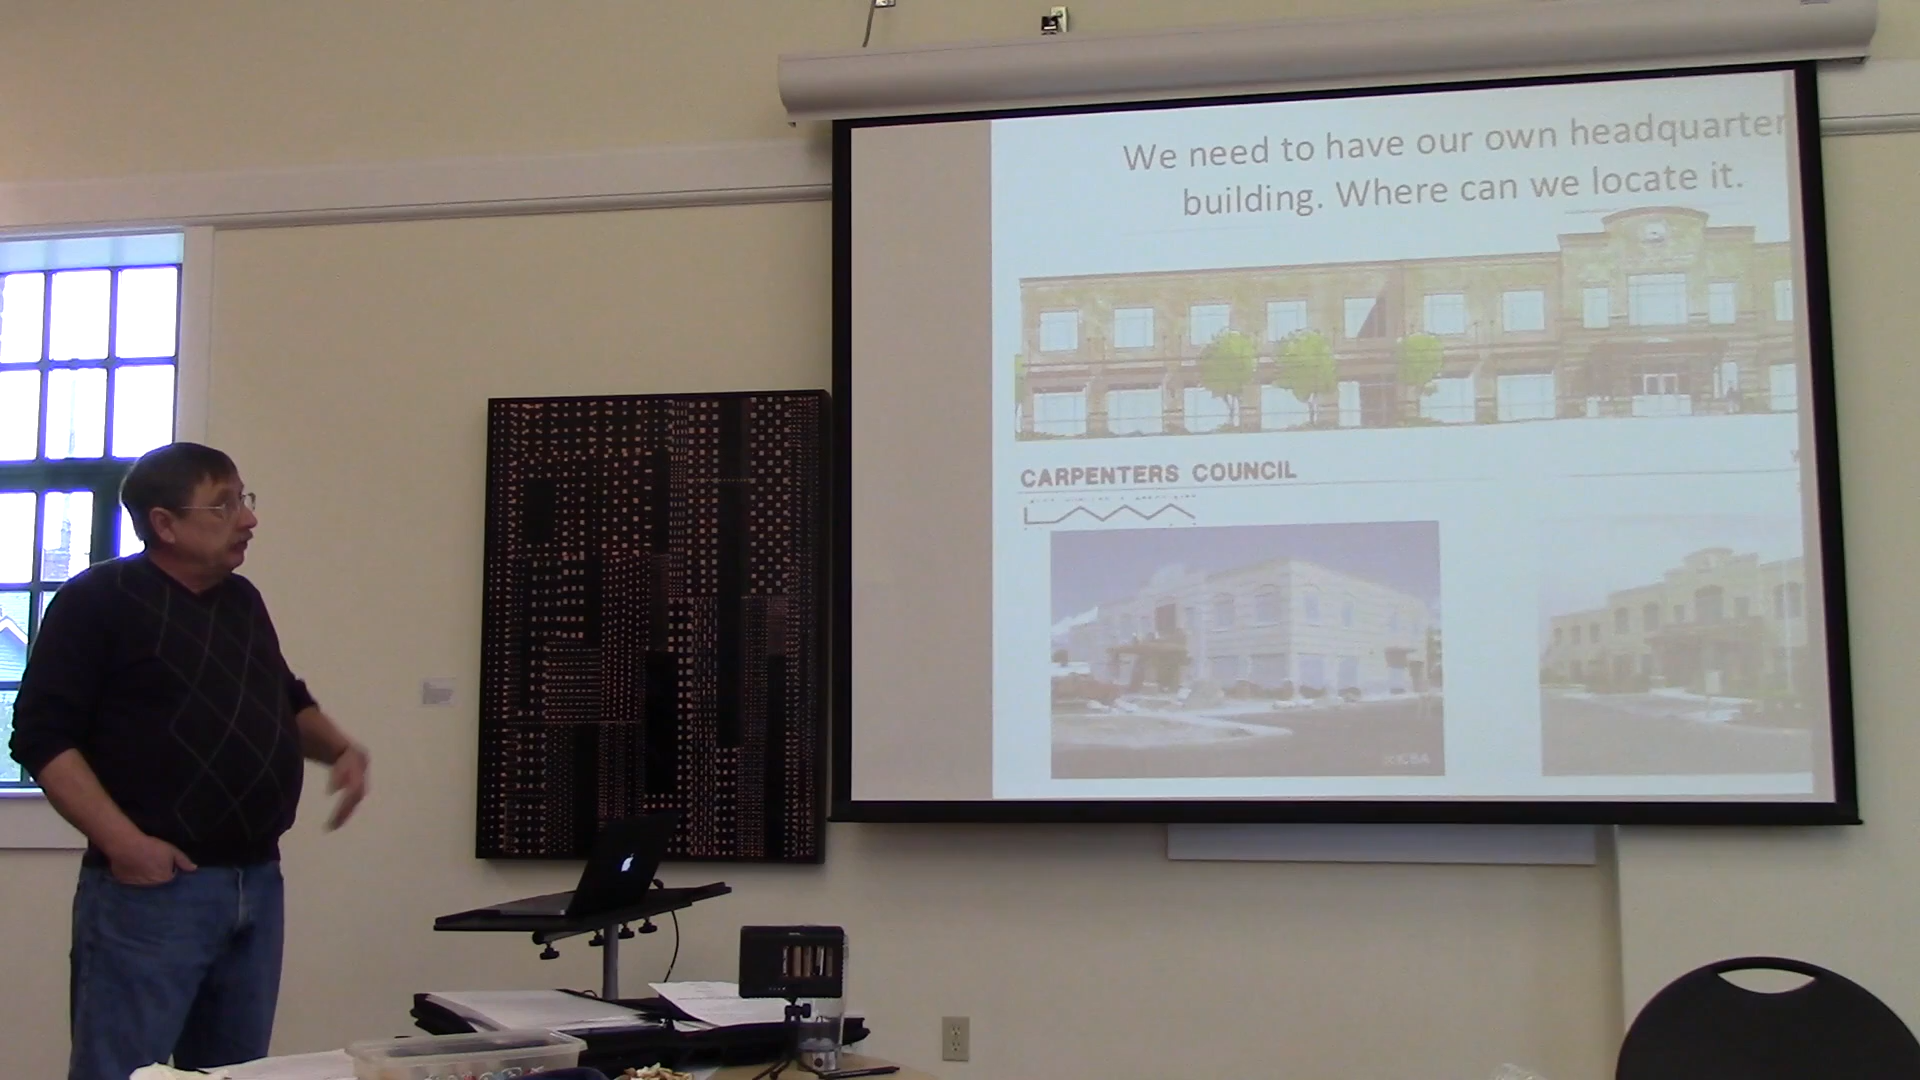 We need to have our own headquarter
building. Where can we locate it.
CARPENTERS COUNCIL